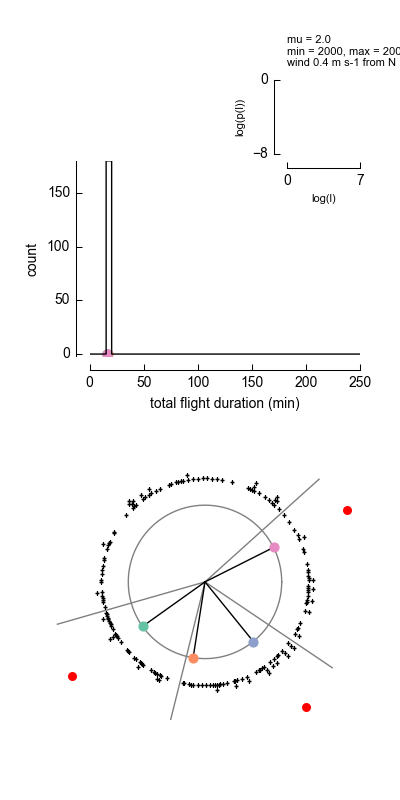 mu = 2.0
min = 2000, max = 200
wind 0.4 m s-1 from N
0
−8
log(p(l))
0 7
log(l)
150
100
50
0
count
0 50 100 150 200 250
total flight duration (min)